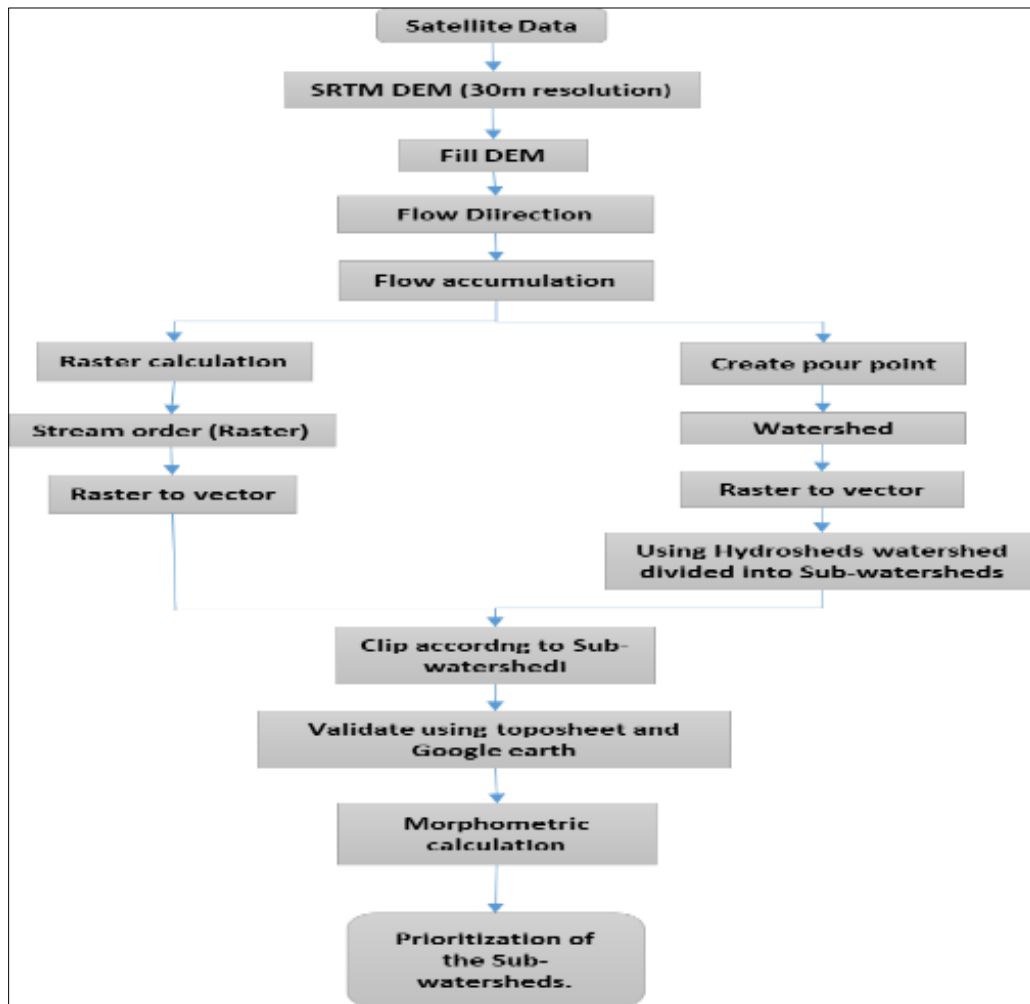 Satellite Data
SRTM DEM (30m resolution)
Fill DEM
Flow Diirection
Flow accumulation
Raster calculation
Create pour point
Stream order (Raster)
Watershed
Raster to vector
Raster to vector
Using Hydrosheds watershed
divided into Sub-watersheds
Clip accordng to Sub-
watershedl
Validate using toposheet and
Google earth
Morphometric
calculation
Prioritization of
the Sub-
watersheds.